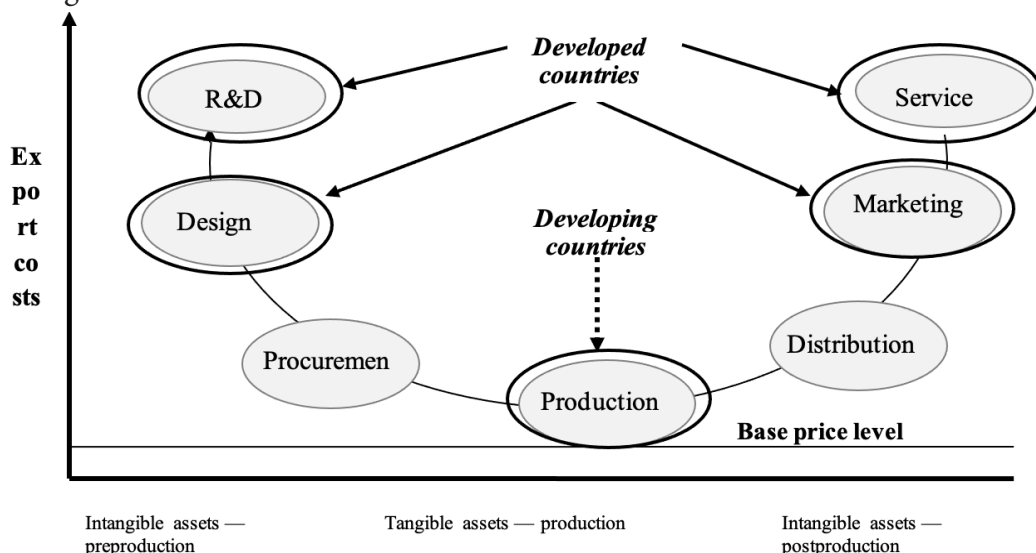 Developed
countries
R&D
Service
Ex
po
rt
co
sts
Design
Marketing
Developing
countries
Procuremen
Distribution
Production
Base price level
Intangible assets —
preproduction
Tangible assets — production
Intangible assets —
postproduction